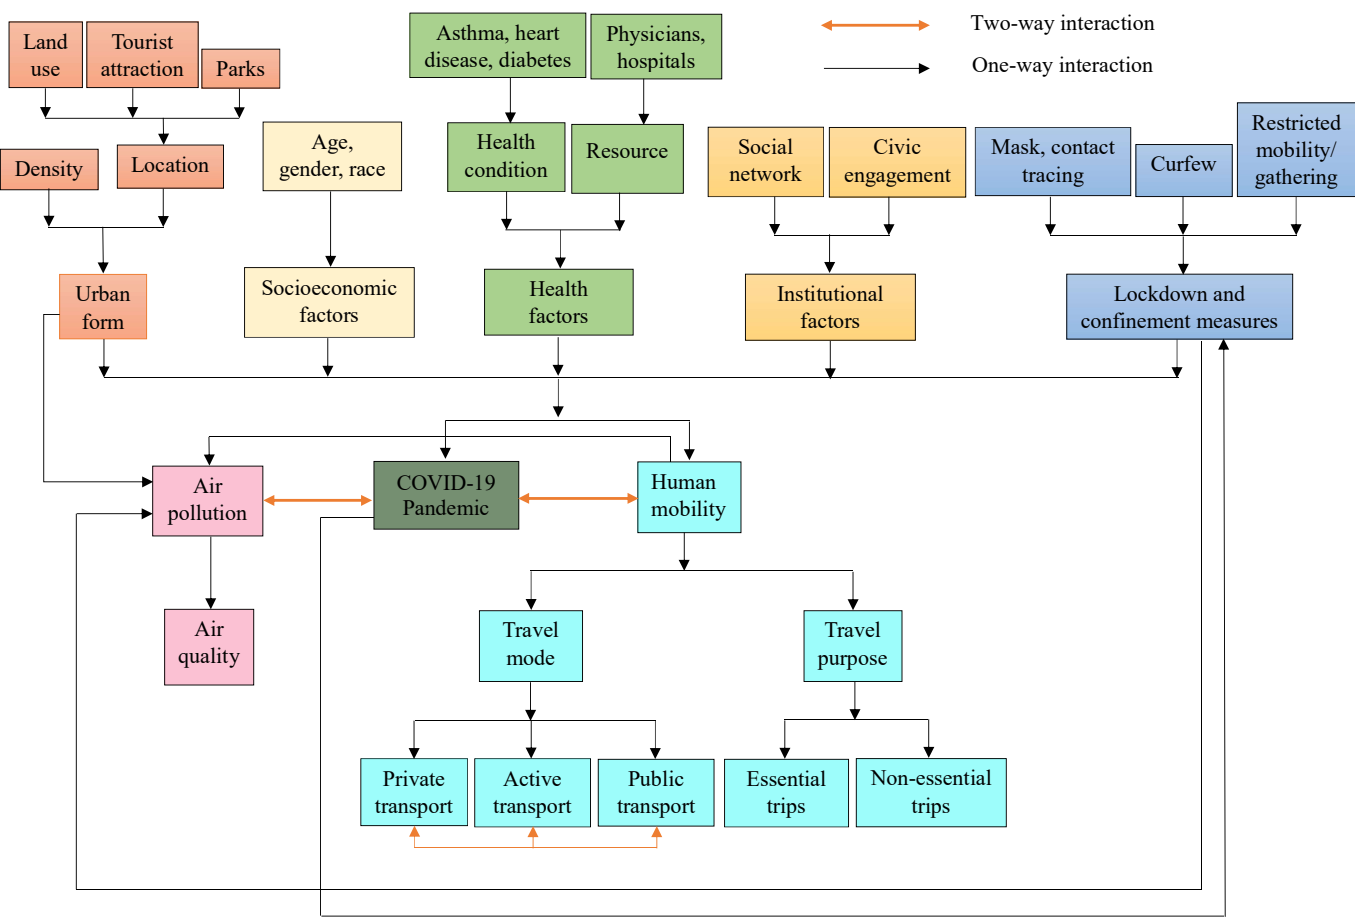 Two-way interaction
One-way interaction
Land
use
Tourist
attraction
Parks
Asthma, heart
disease, diabetes
Physicians,
hospitals
Density
Location
Age,
gender, race
Health
condition
Resource
Social
network
Civic
engagement
Mask, contact
tracing
Curfew
Restricted
mobility/
gathering
Urban
form
Socioeconomic
factors
Health
factors
Institutional
factors
Lockdown and
confinement measures
Air
pollution
COVID-19
Pandemic
Human
mobility
Air
quality
Travel
mode
Travel
purpose
Private
transport
Active
transport
Public
transport
Essential
trips
Non-essential
trips